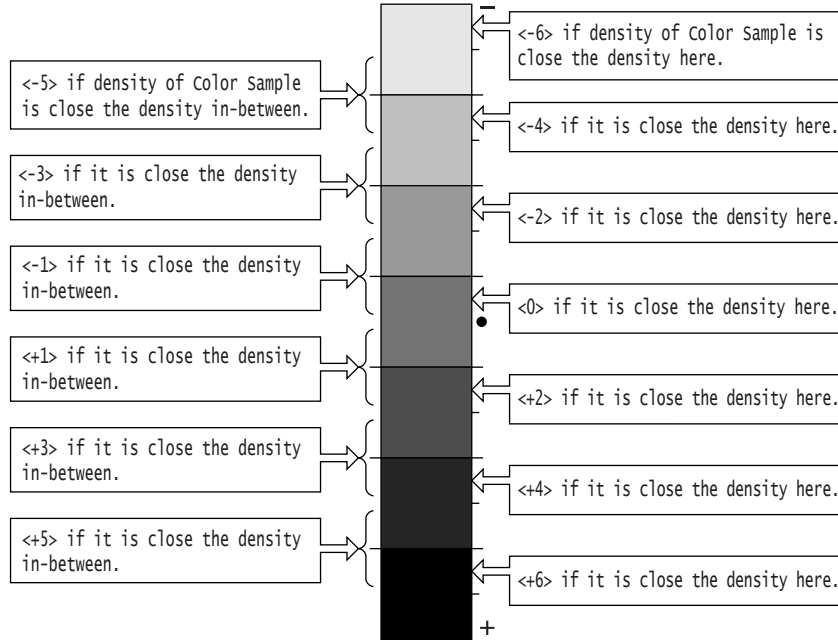 −
<-6> if density of Color Sample is
close the density here.
<-5> if density of Color Sample
is close the density in-between.
<-4> if it is close the density here.
<-3> if it is close the density
in-between.
<-2> if it is close the density here.
<-1> if it is close the density
in-between.
<0> if it is close the density here.
<+1> if it is close the density
in-between.
<+2> if it is close the density here.
<+3> if it is close the density
in-between.
<+4> if it is close the density here.
<+5> if it is close the density
in-between.
<+6> if it is close the density here.
+